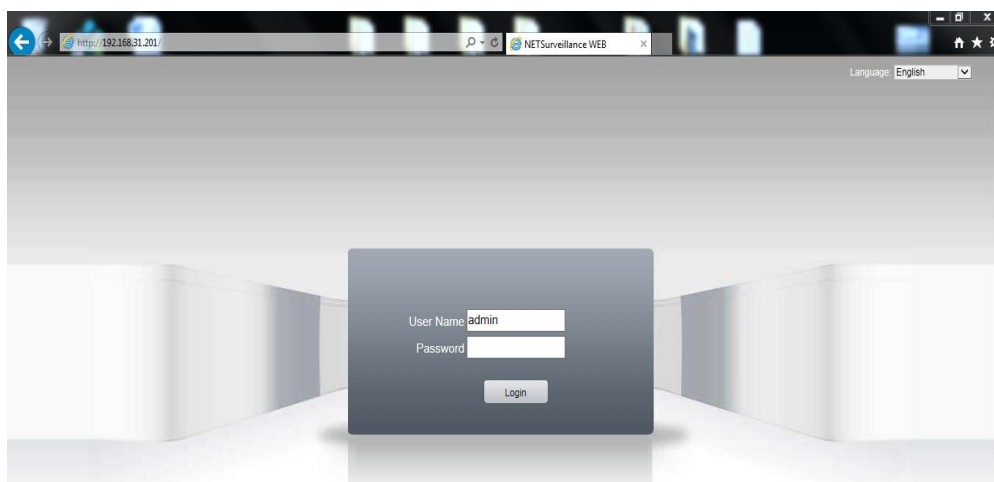 http://192.168.31.201/
NETSurveillance WEB
Language: English
User Name admin
Password
Login